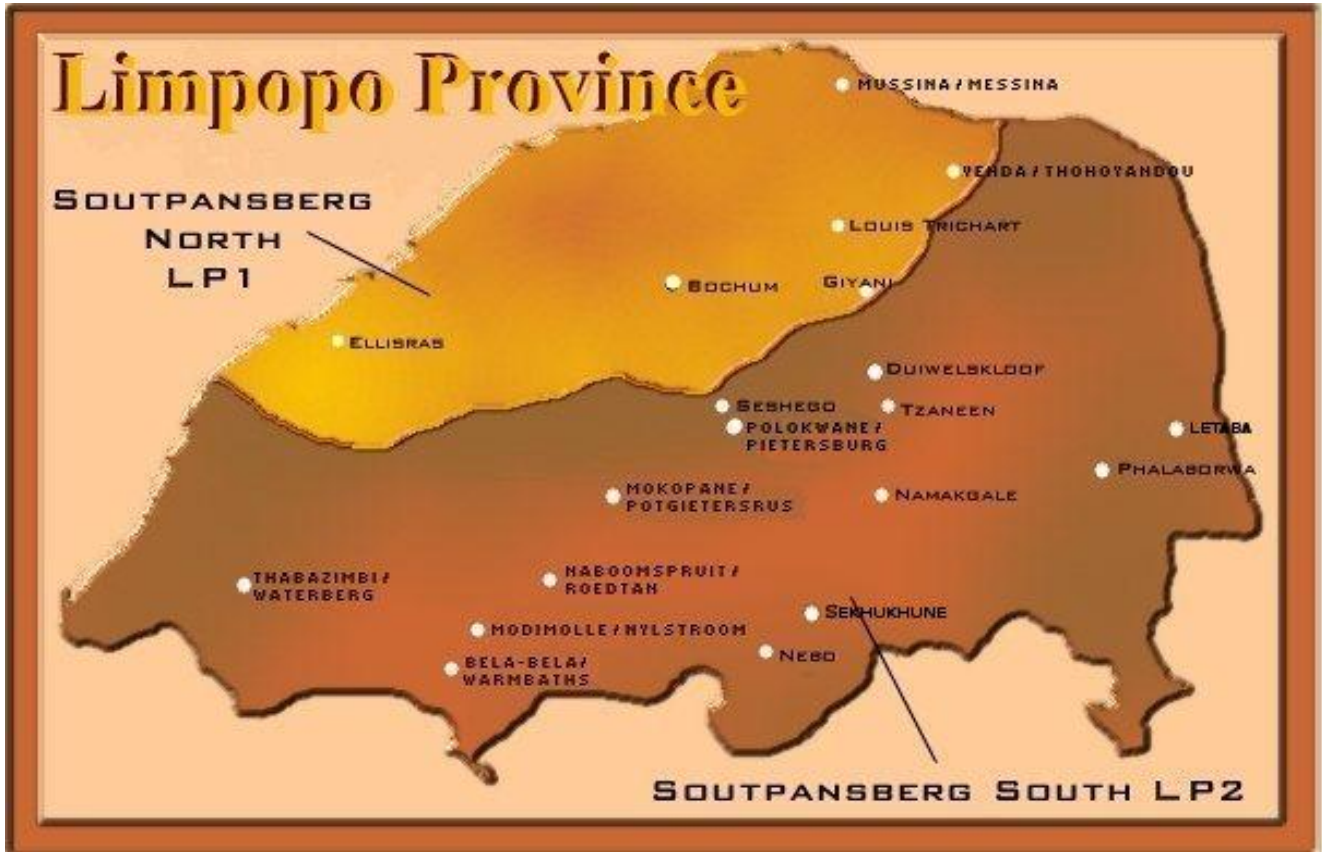 Limpopo Province
MUSSINA/MESSINA
VENDA/THOHOYANDOU
SOUTPANSBERG
NORTH
LP1
LOUIS TRICHART
BOCHUM
GIYANI
ELLISRAS
DUIWELSKLOOF
SESHEGO
TZANEEN
POLOKWANE/
PIETERSBURG
LETABA
PHALABORWA
MOKOPANE/
POTGIETERSRUS
NAMAKGALE
THABAZIMBI/
WATERBERG
NABOOMSPRUIT/
ROEDTAN
SEKHUKHUNE
MODIMOLLE/NYLSTROOM
NEBO
BELA-BELA/
WARMBATHS
SOUTPANSBERG SOUTH LP2